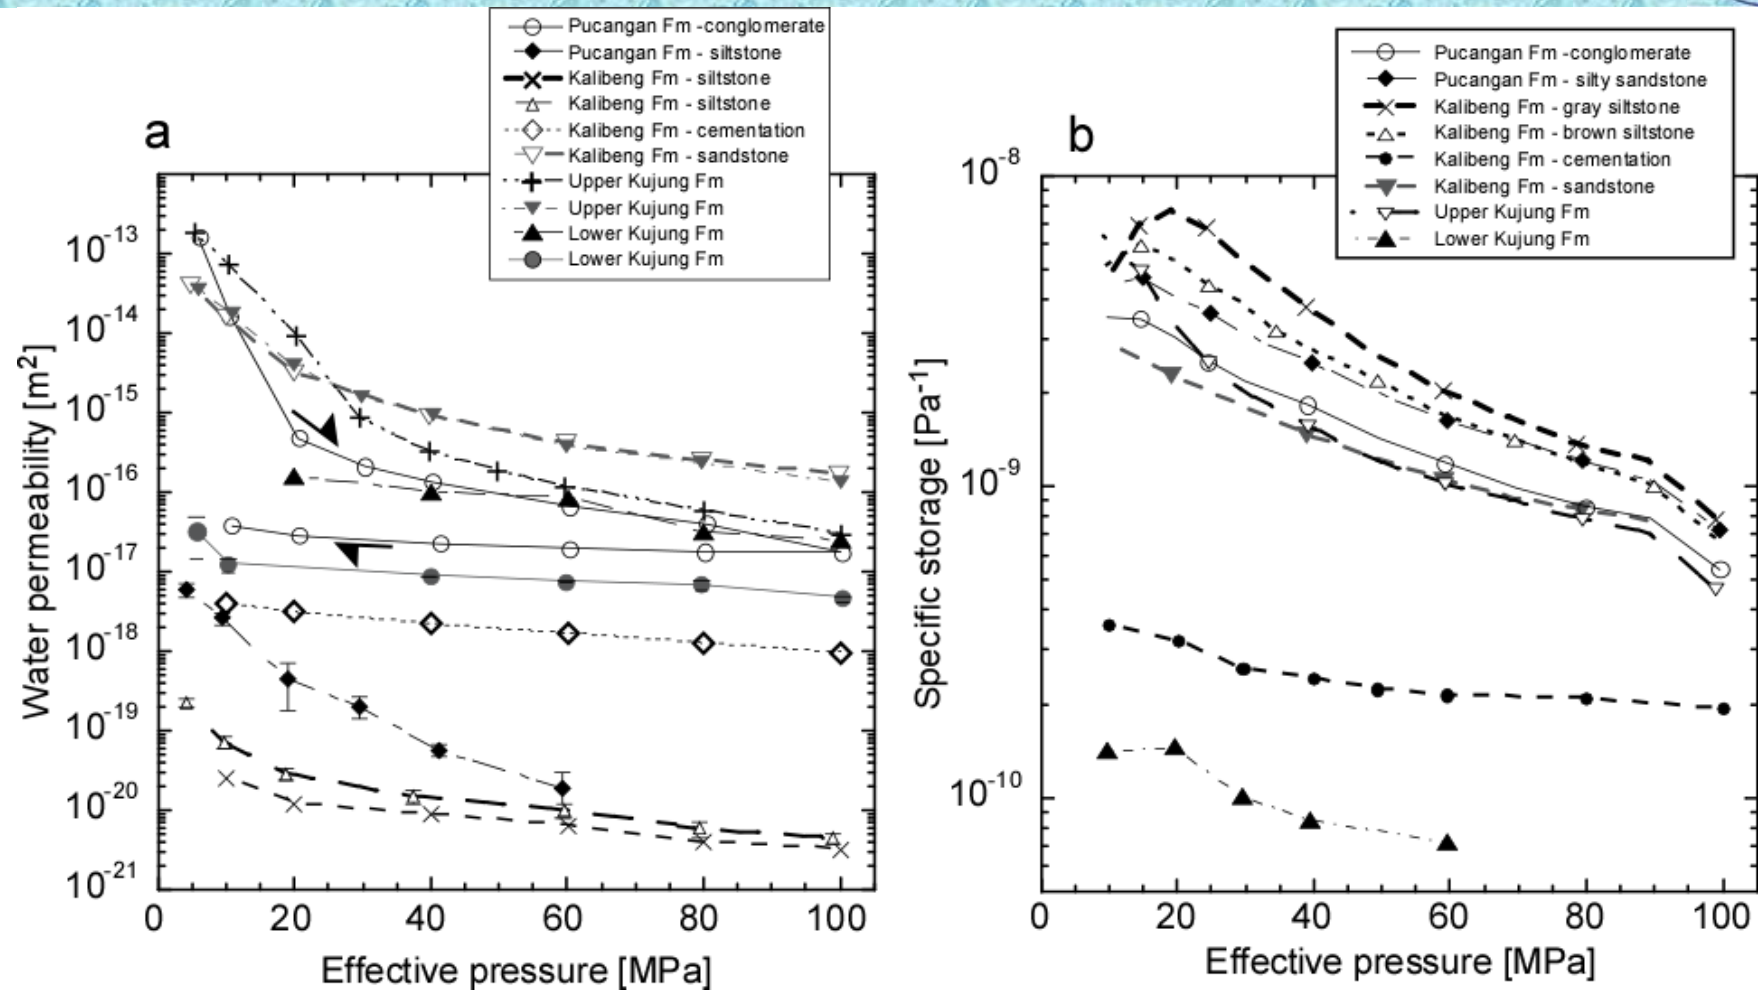 Pucangan Fm -conglomerate
Pucangan Fm - siltstone
Kalibeng Fm - siltstone
Kalibeng Fm - siltstone
Kalibeng Fm - cementation
Kalibeng Fm - sandstone
Upper Kujung Fm
Upper Kujung Fm
Lower Kujung Fm
Lower Kujung Fm
a
Water permeability [m²]
10⁻¹³
10⁻¹⁴
10⁻¹⁵
10⁻¹⁶
10⁻¹⁷
10⁻¹⁸
10⁻¹⁹
10⁻²⁰
10⁻²¹
0 20 40 60 80 100
Effective pressure [MPa]
Pucangan Fm -conglomerate
Pucangan Fm - silty sandstone
Kalibeng Fm - gray siltstone
Kalibeng Fm - brown siltstone
Kalibeng Fm - cementation
Kalibeng Fm - sandstone
Upper Kujung Fm
Lower Kujung Fm
b
Specific storage [Pa⁻¹]
10⁻⁸
10⁻⁹
10⁻¹⁰
0 20 40 60 80 100
Effective pressure [MPa]